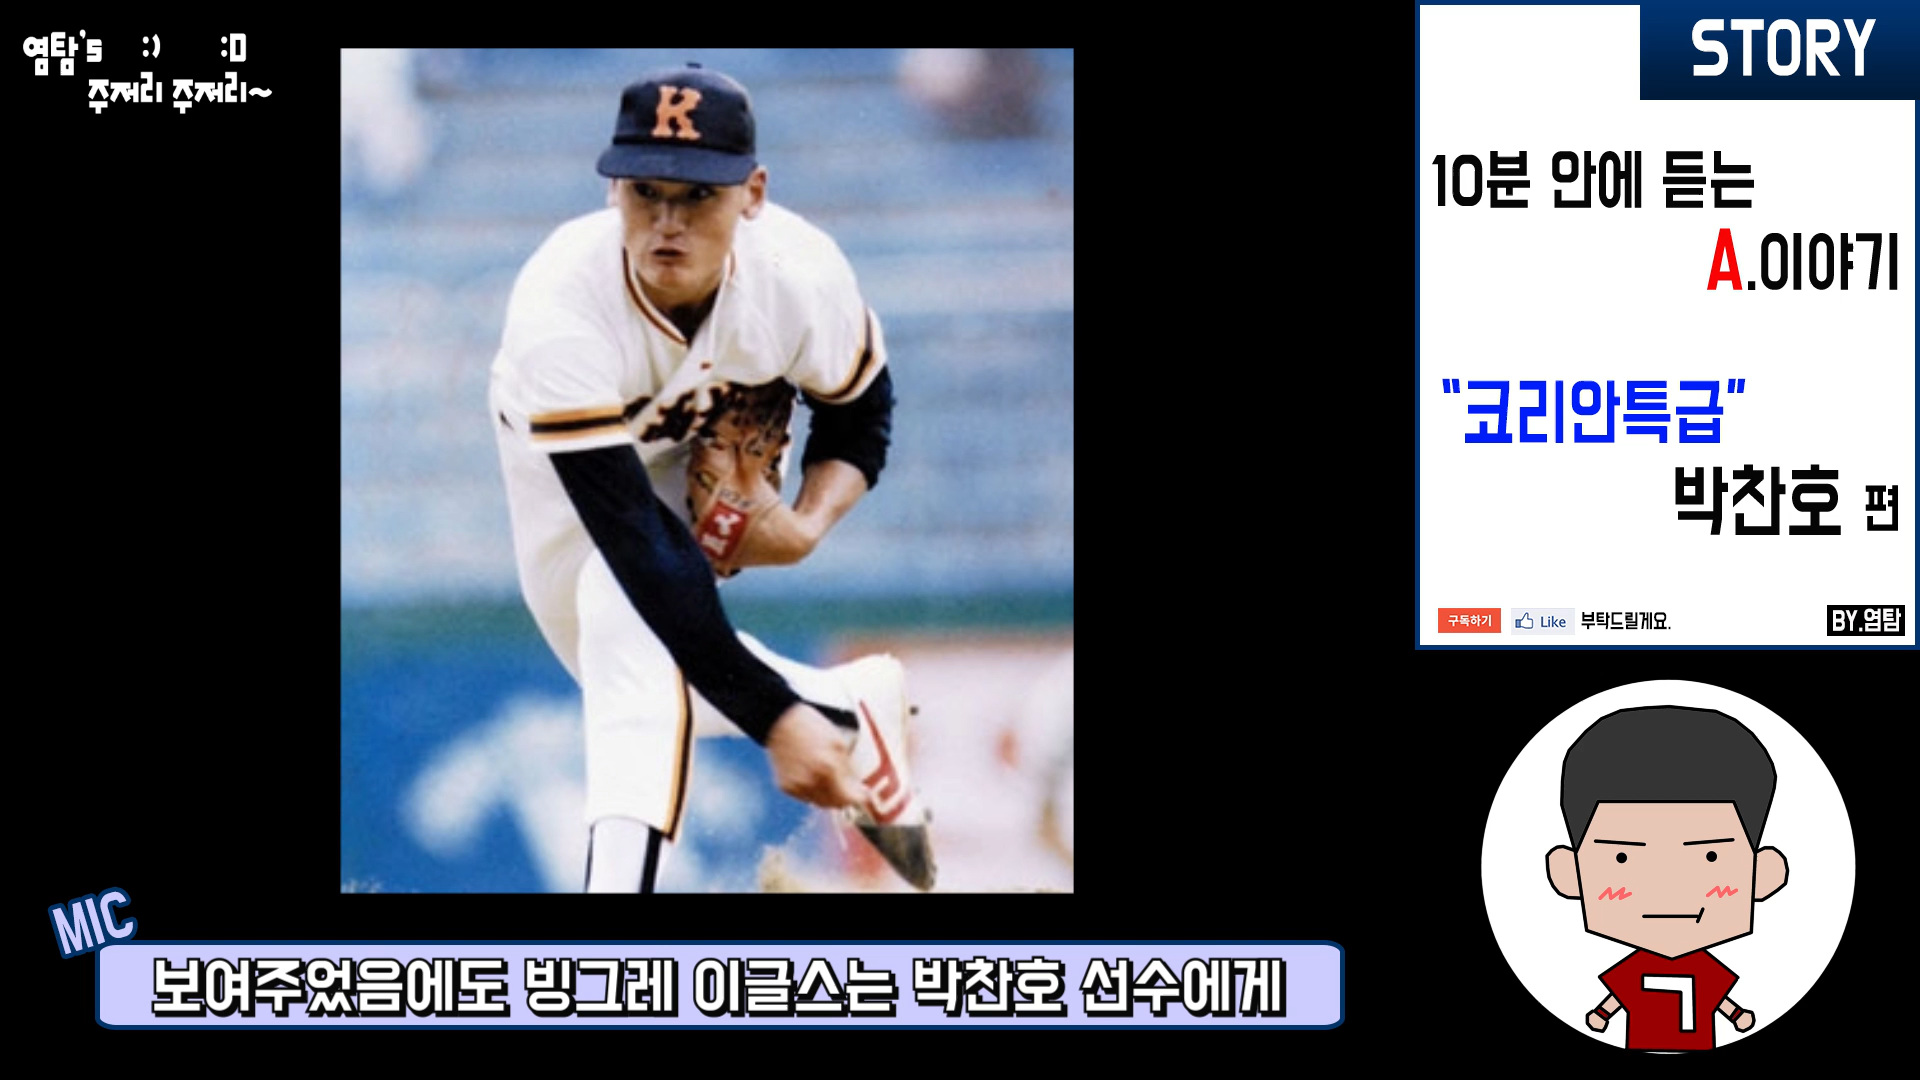 염탐's :) :D
주저리 주저리~
K
STORY
10분 안에 듣는
A.이야기
"코리안특급"
박찬호 편
구독하기 Like 부탁드릴게요.
BY.염탐
MIC
보여주었음에도 빙그레 이글스는 박찬호 선수에게